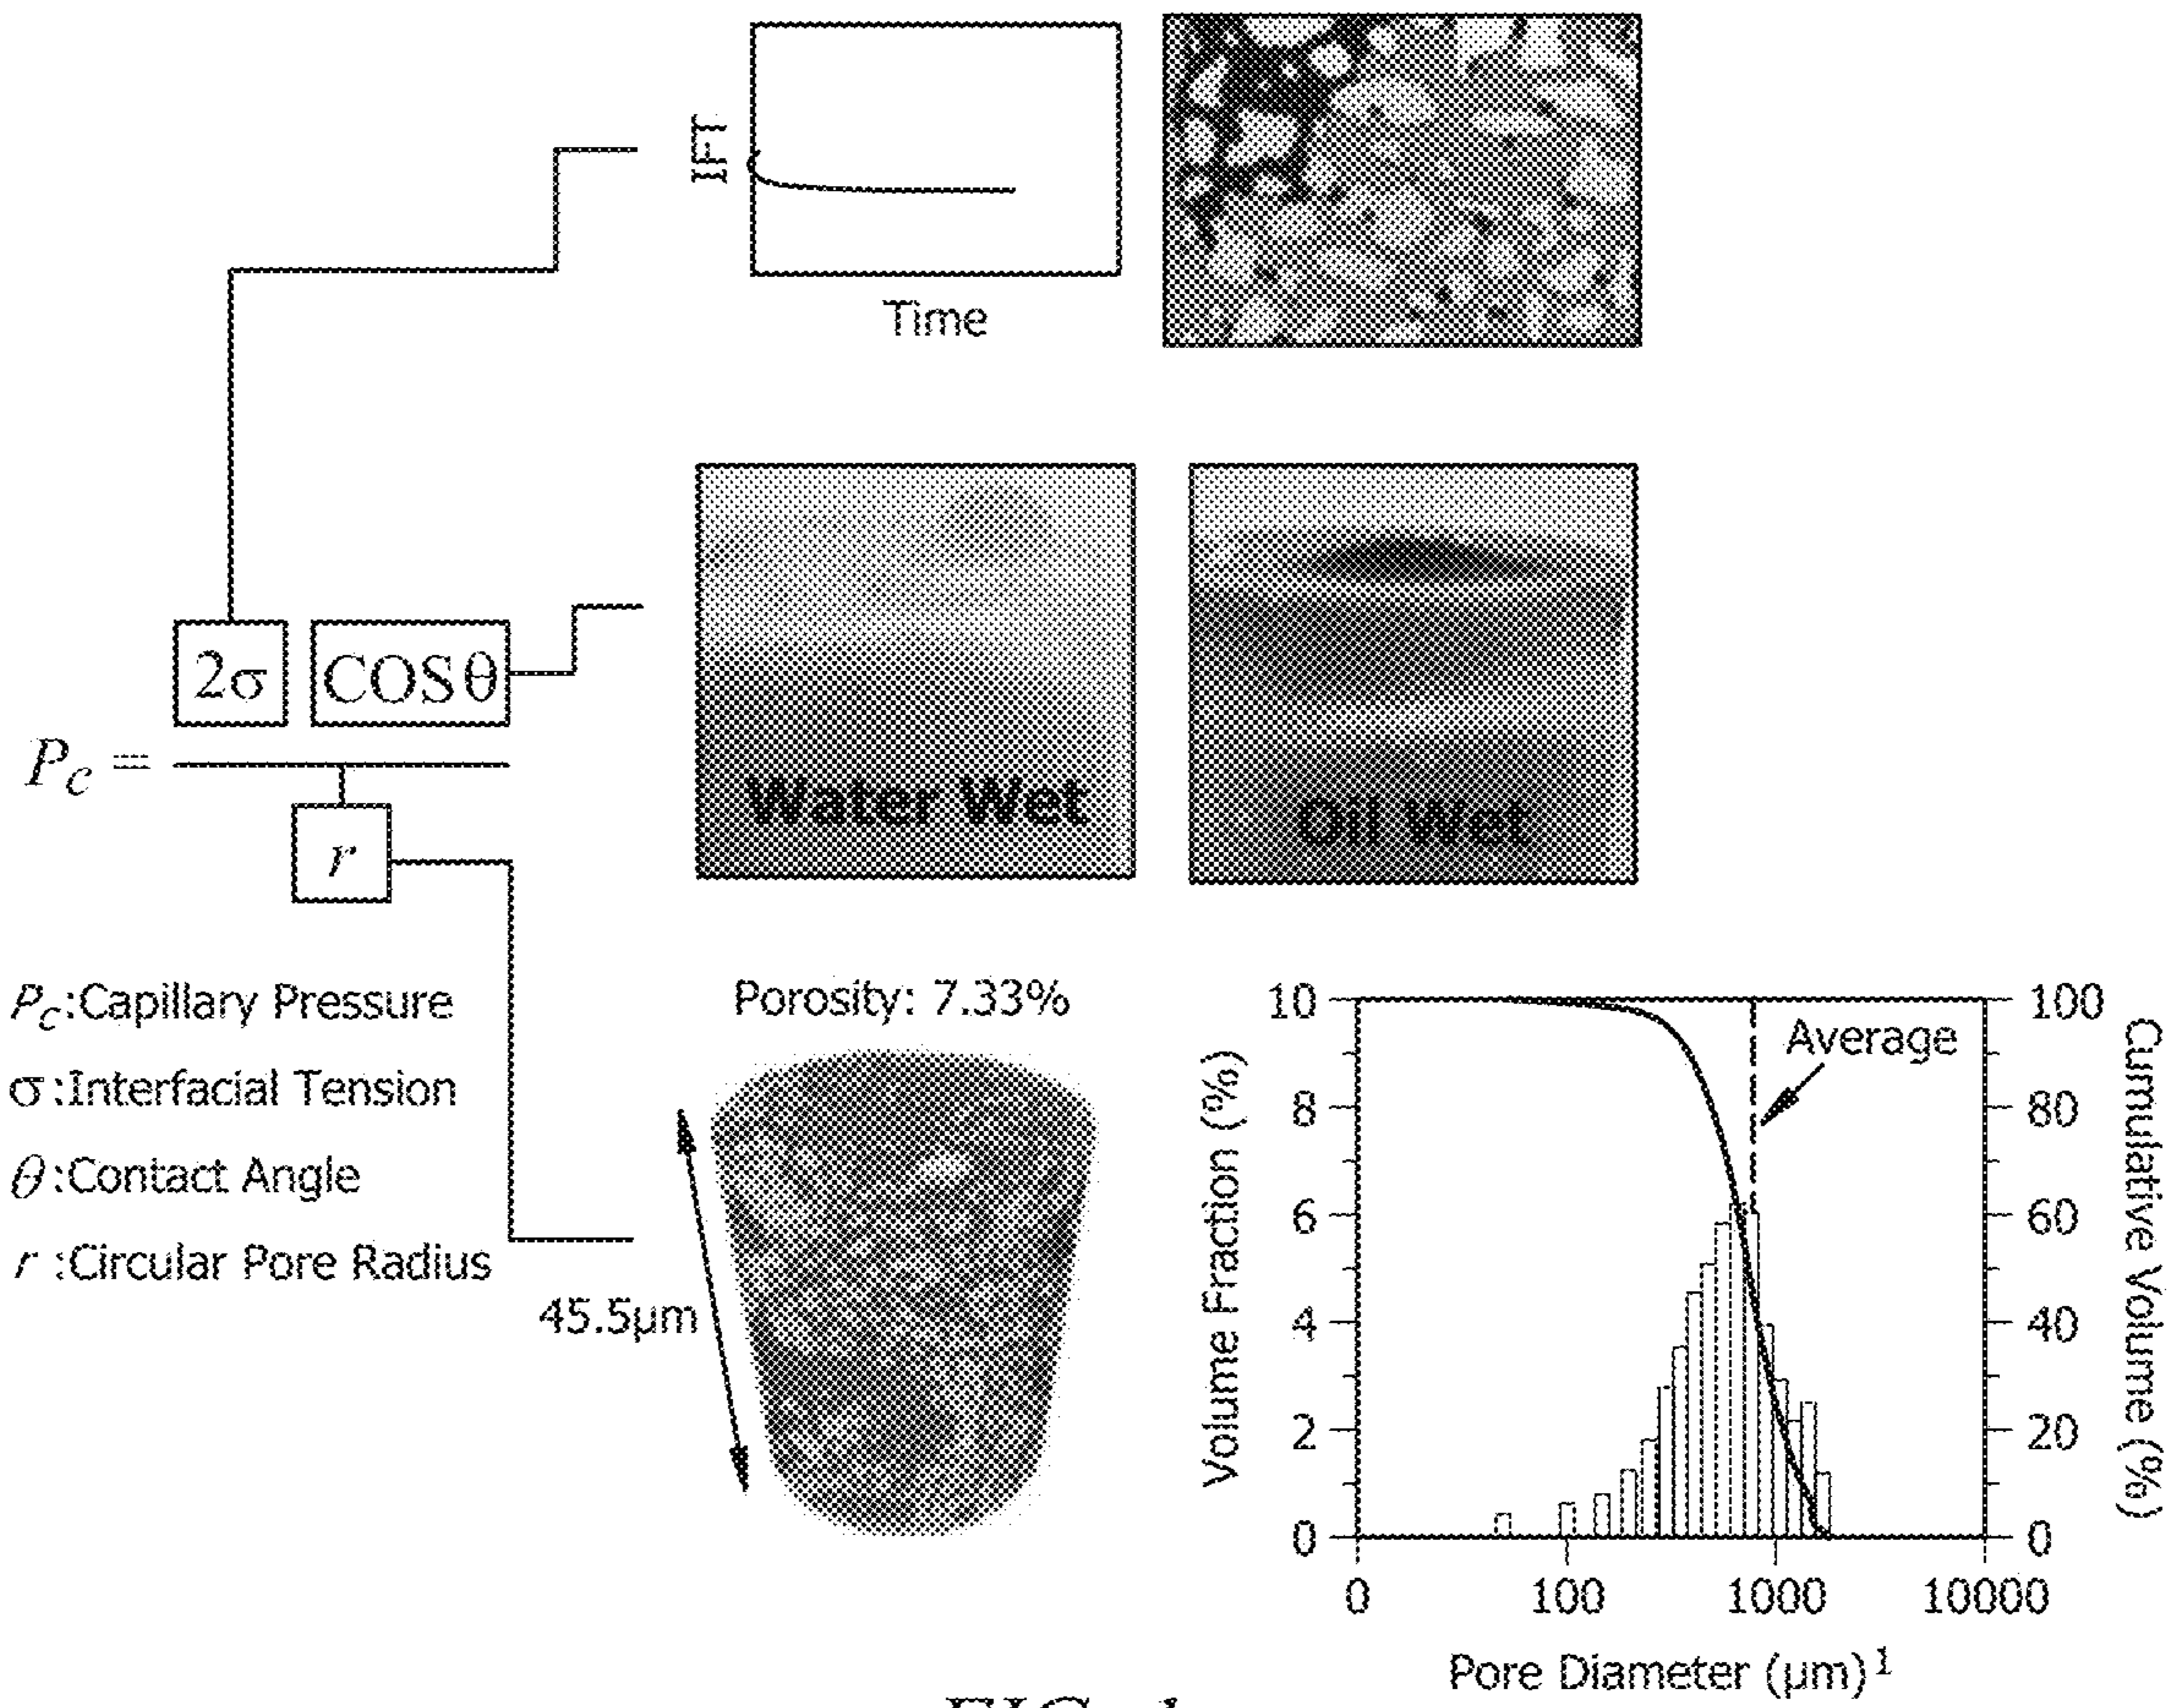 IFT
Time
2σ COSθ
Pc =
r
Water Wet
Oil Wet
Pc:Capillary Pressure
σ:Interfacial Tension
θ:Contact Angle
r :Circular Pore Radius
Porosity: 7.33%
45.5µm
Volume Fraction (%)
10
8
6
4
2
0
Average
100
80
60
40
20
0
Cumulative Volume (%)
0 100 1000 10000
Pore Diameter (µm)¹
FIG. 1